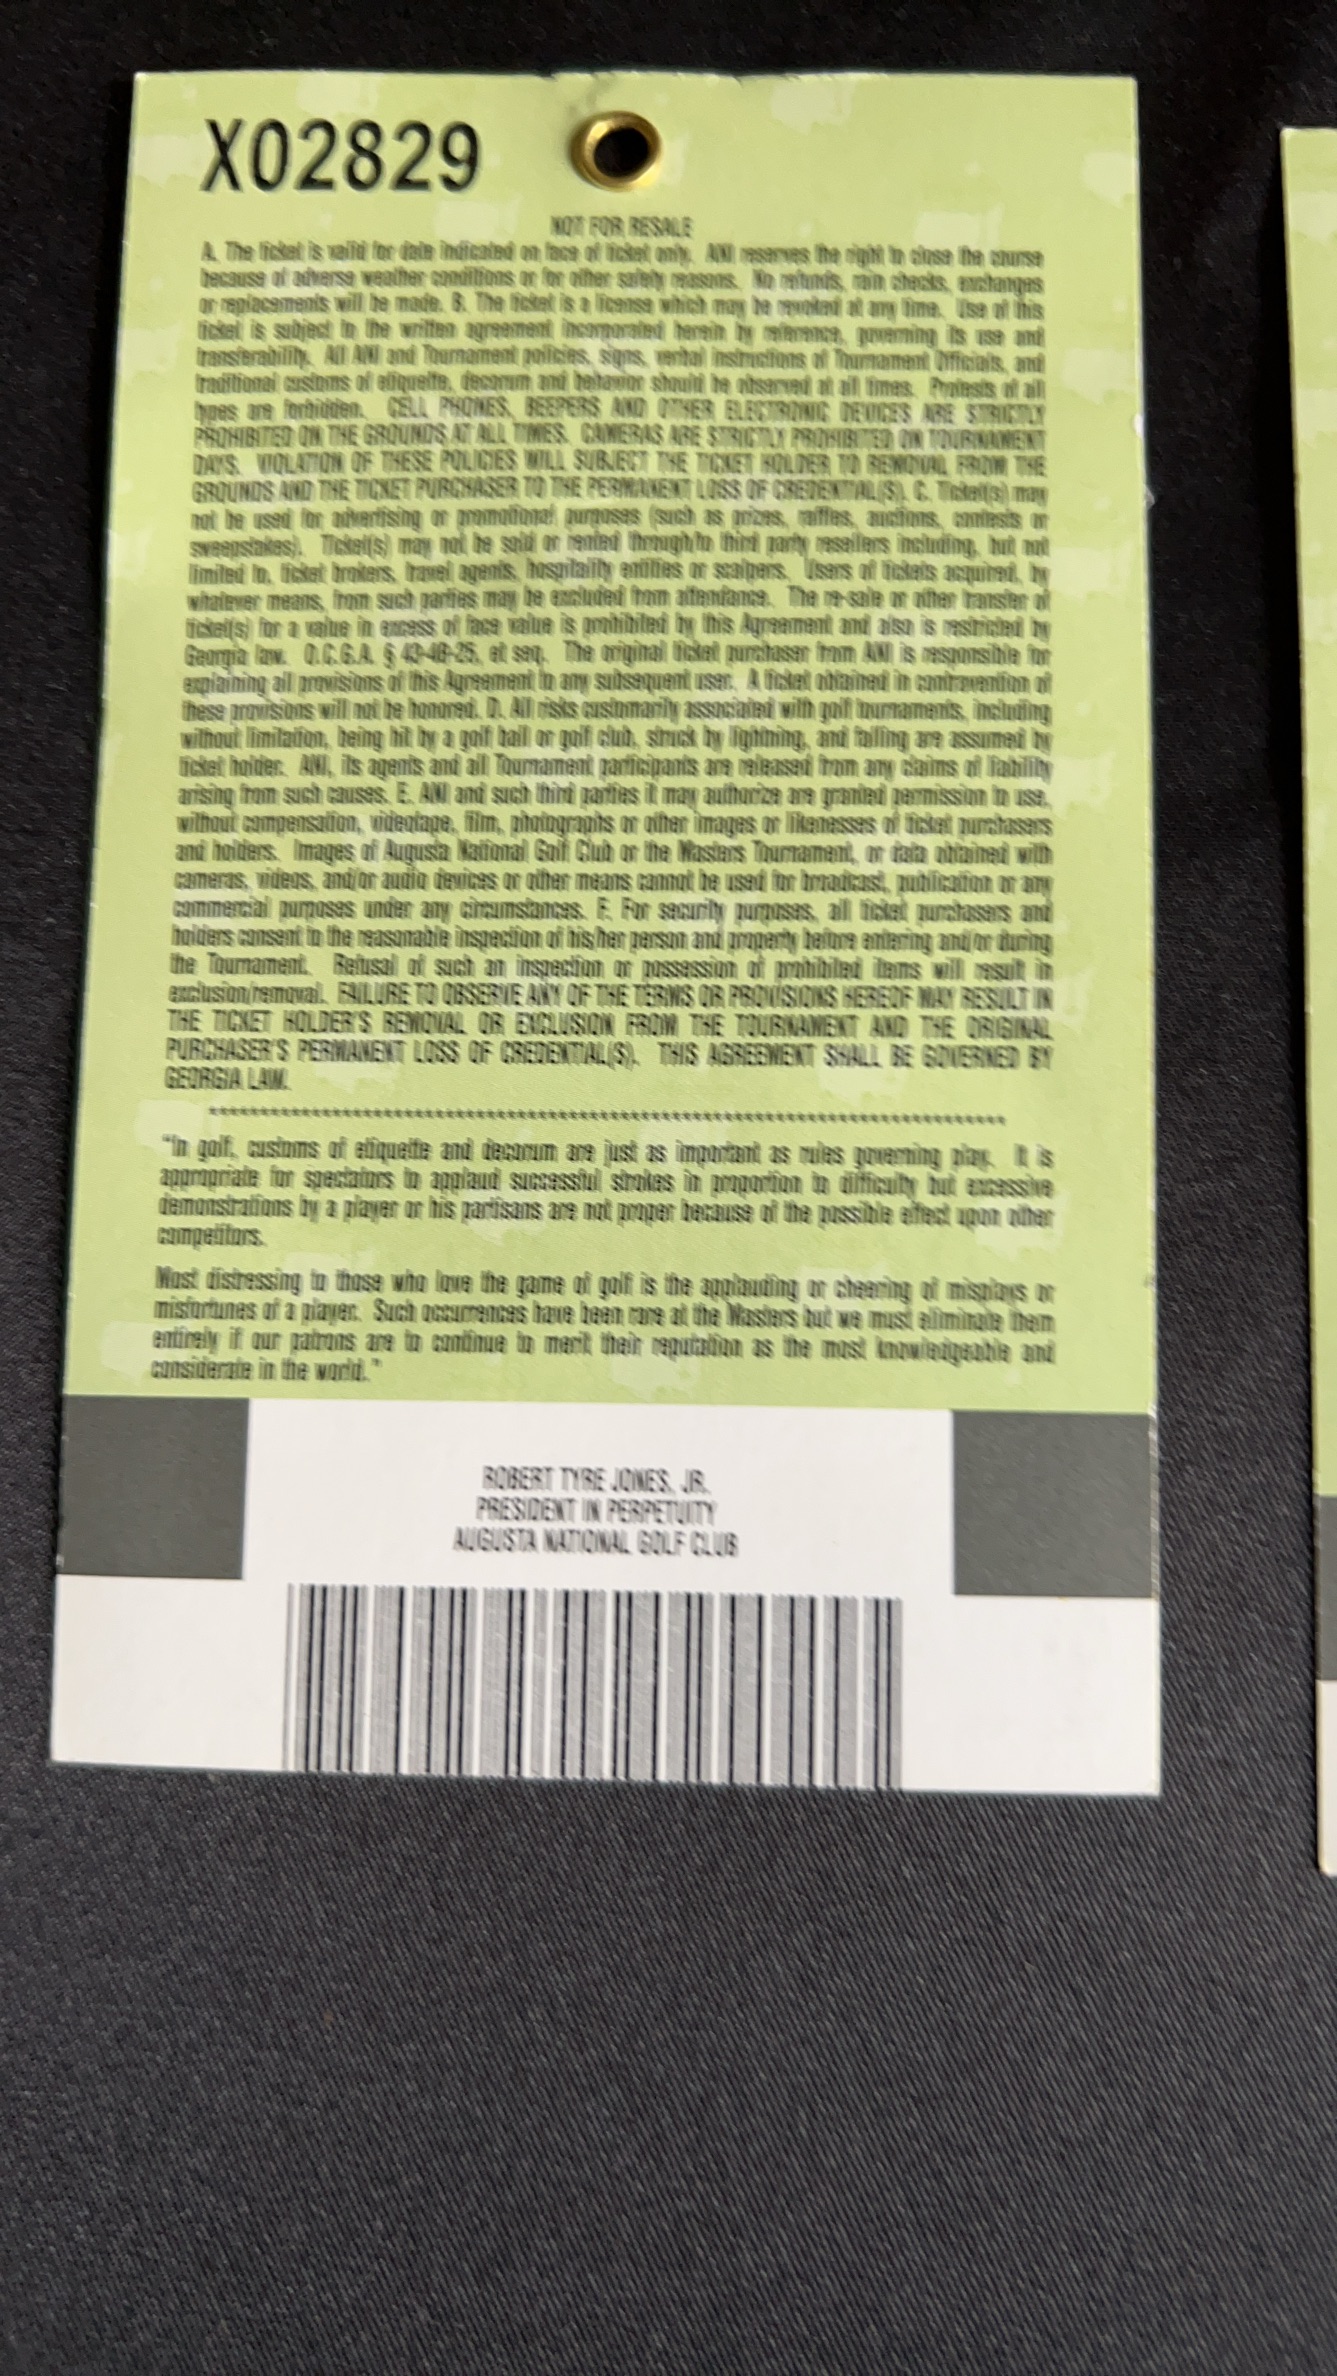 X02829
NOT FOR RESALE
A. The ticket is valid for date indicated on face of ticket only. ANI reserves the right to close the course
because of adverse weather conditions or for other safety reasons. No refunds, rain checks, exchanges
or replacements will be made. B. The ticket is a license which may be revoked at any time. Use of this
ticket is subject to the written agreement incorporated herein by reference, governing its use and
transferability. All ANI and Tournament policies, signs, verbal instructions of Tournament Officials, and
traditional customs of etiquette, decorum and behavior should be observed at all times. Protests of all
types are forbidden. CELL PHONES, BEEPERS AND OTHER ELECTRONIC DEVICES ARE STRICTLY
PROHIBITED ON THE GROUNDS AT ALL TIMES. CAMERAS ARE STRICTLY PROHIBITED ON TOURNAMENT
DAYS. VIOLATION OF THESE POLICIES WILL SUBJECT THE TICKET HOLDER TO REMOVAL FROM THE
GROUNDS AND THE TICKET PURCHASER TO THE PERMANENT LOSS OF CREDENTIAL(S). C. Ticket(s) may
not be used for advertising or promotional purposes (such as prizes, raffles, auctions, contests or
sweepstakes). Ticket(s) may not be sold or rented through/to third party resellers including, but not
limited to, ticket brokers, travel agents, hospitality entities or scalpers. Users of tickets acquired, by
whatever means, from such parties may be excluded from attendance. The re-sale or other transfer of
ticket(s) for a value in excess of face value is prohibited by this Agreement and also is restricted by
Georgia law. O.C.G.A. § 43-4B-25, et seq. The original ticket purchaser from ANI is responsible for
explaining all provisions of this Agreement to any subsequent user. A ticket obtained in contravention of
these provisions will not be honored. D. All risks customarily associated with golf tournaments, including
without limitation, being hit by a golf ball or golf club, struck by lightning, and falling are assumed by
ticket holder. ANI, its agents and all Tournament participants are released from any claims of liability
arising from such causes. E. ANI and such third parties it may authorize are granted permission to use,
without compensation, videotape, film, photographs or other images or likenesses of ticket purchasers
and holders. Images of Augusta National Golf Club or the Masters Tournament, or data obtained with
cameras, videos, and/or audio devices or other means cannot be used for broadcast, publication or any
commercial purposes under any circumstances. F. For security purposes, all ticket purchasers and
holders consent to the reasonable inspection of his/her person and property before entering and/or during
the Tournament. Refusal of such an inspection or possession of prohibited items will result in
exclusion/removal. FAILURE TO OBSERVE ANY OF THE TERMS OR PROVISIONS HEREOF MAY RESULT IN
THE TICKET HOLDER'S REMOVAL OR EXCLUSION FROM THE TOURNAMENT AND THE ORIGINAL
PURCHASER'S PERMANENT LOSS OF CREDENTIAL(S). THIS AGREEMENT SHALL BE GOVERNED BY
GEORGIA LAW.
"In golf, customs of etiquette and decorum are just as important as rules governing play. It is
appropriate for spectators to applaud successful strokes in proportion to difficulty but excessive
demonstrations by a player or his partisans are not proper because of the possible effect upon other
competitors.
Most distressing to those who love the game of golf is the applauding or cheering of misplays or
misfortunes of a player. Such occurrences have been rare at the Masters but we must eliminate them
entirely if our patrons are to continue to merit their reputation as the most knowledgeable and
considerate in the world."
ROBERT TYRE JONES, JR.
PRESIDENT IN PERPETUITY
AUGUSTA NATIONAL GOLF CLUB